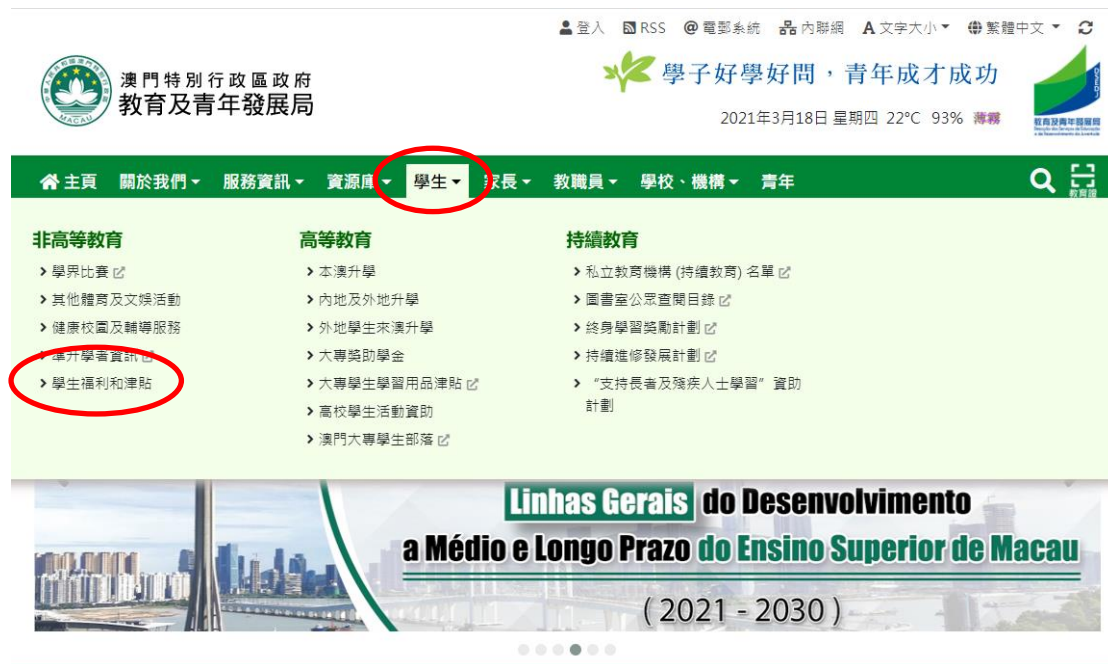 登入 RSS @ 電郵系統 內聯網 A 文字大小 繁體中文
澳門特別行政區政府
教育及青年發展局
MACAU
學子好學好問，青年成才成功
2021年3月18日 星期四 22°C 93% 薄霧
DSEDJ
教育及青年發展局
主頁 關於我們 服務資訊 資源庫 學生 家長 教職員 學校、機構 青年
教育證
非高等教育
學界比賽
其他體育及文娛活動
健康校園及輔導服務
準升學者資訊
學生福利和津貼
高等教育
本澳升學
內地及外地升學
外地學生來澳升學
大專獎助學金
大專學生學習用品津貼
高校學生活動資助
澳門大專學生部落
持續教育
私立教育機構 (持續教育) 名單
圖書室公眾查閱目錄
終身學習獎勵計劃
持續進修發展計劃
“支持長者及殘疾人士學習”資助
計劃
Linhas Gerais do Desenvolvimento
a Médio e Longo Prazo do Ensino Superior de Macau
( 2021 - 2030 )